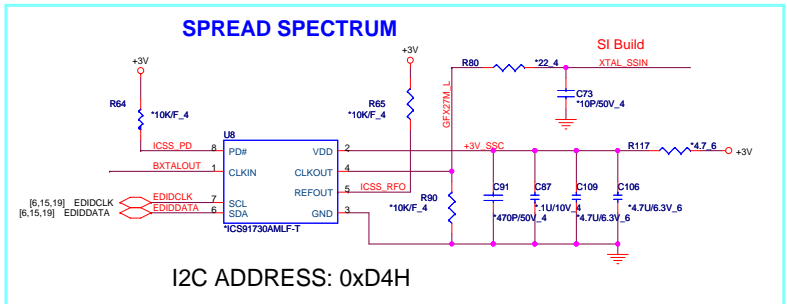 SPREAD SPECTRUM
SI Build
+3V
+3V
R80
*22_4
XTAL_SSIN
R64
*10K/F_4
R65
*10K/F_4
GFX27M_L
C73
*10P/50V_4
U8
ICSS_PD
8
PD#
VDD
2
+3V_SSC
R117
*4.7_6
+3V
BXTALOUT
1
CLKIN
CLKOUT
4
REFOUT
5
ICSS_RFO
[6,15,19] EDIDCLK
EDIDCLK
7
SCL
[6,15,19] EDIDDATA
EDIDDATA
6
SDA
GND
3
*ICS91730AMLF-T
R90
*10K/F_4
C91
*470P/50V_4
C87
*.1U/10V_4
C109
*4.7U/6.3V_6
C106
*4.7U/6.3V_6
I2C ADDRESS: 0xD4H